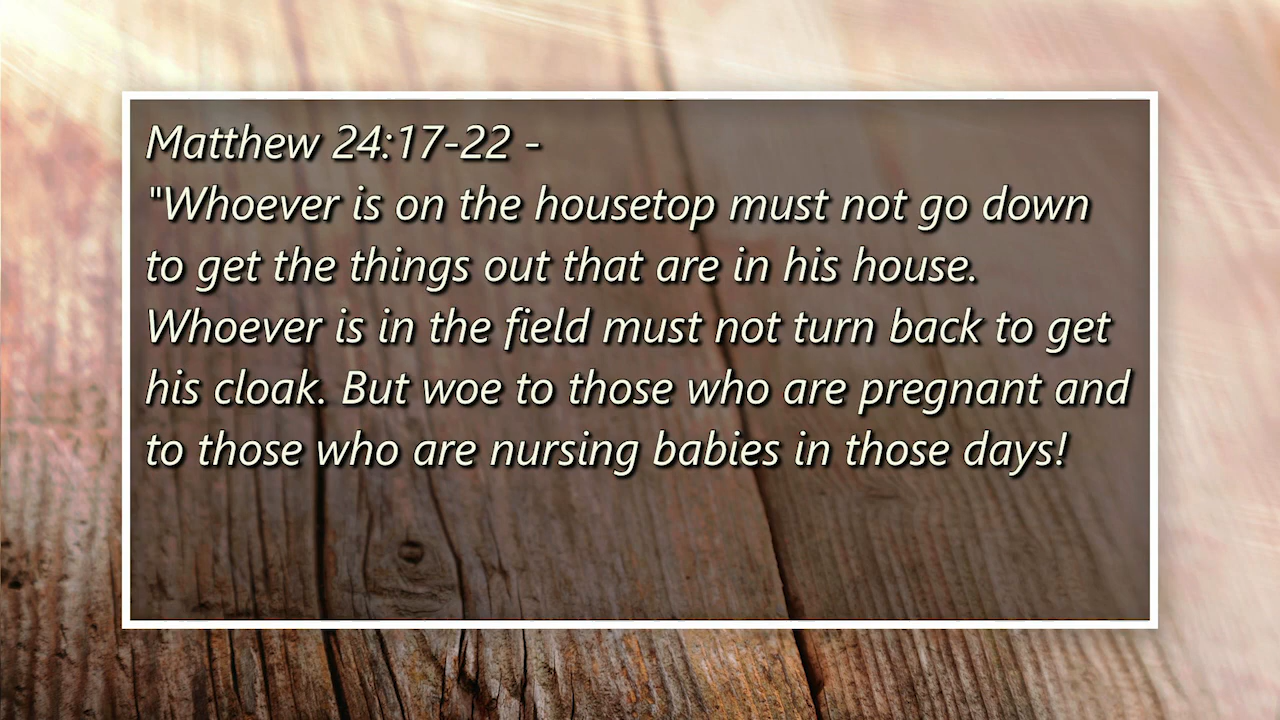 Matthew 24:17-22 -
"Whoever is on the housetop must not go down
to get the things out that are in his house.
Whoever is in the field must not turn back to get
his cloak. But woe to those who are pregnant and
to those who are nursing babies in those days!